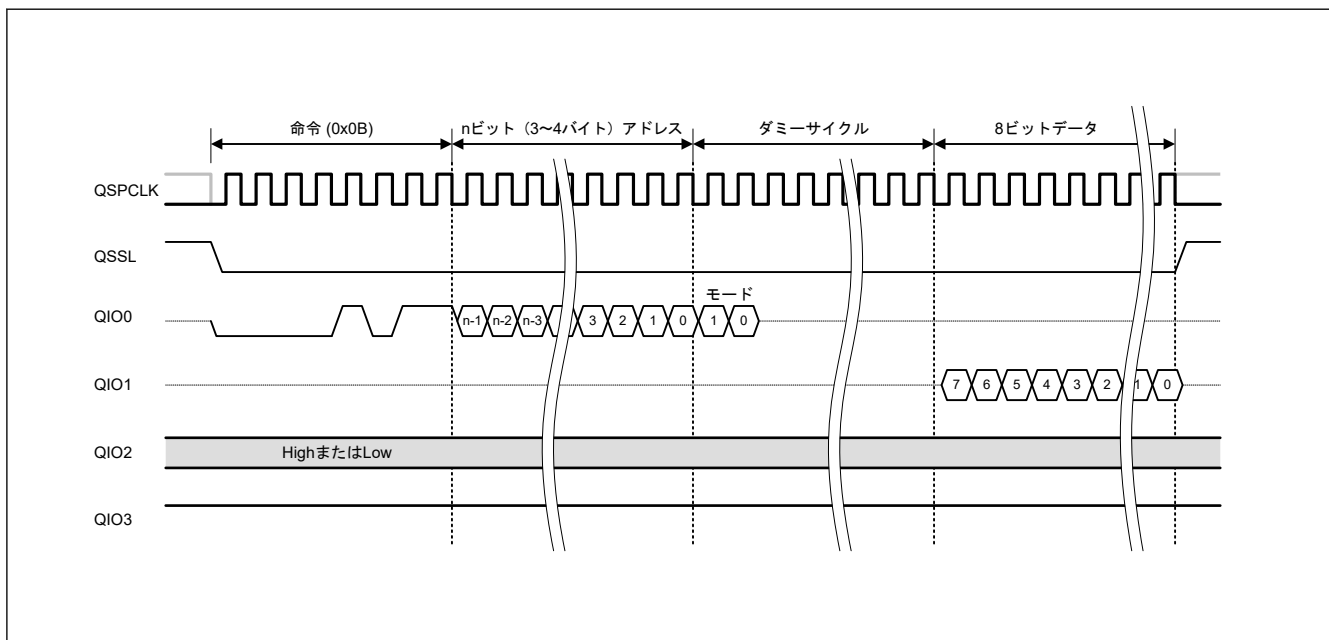 命令 (0x0B) nビット（3～4バイト）アドレス ダミーサイクル 8ビットデータ
QSPCLK
QSSL
モード
QIO0 n-1 n-2 n-3 3 2 1 0 1 0
QIO1 7 6 5 4 3 2 1 0
QIO2 HighまたはLow
QIO3